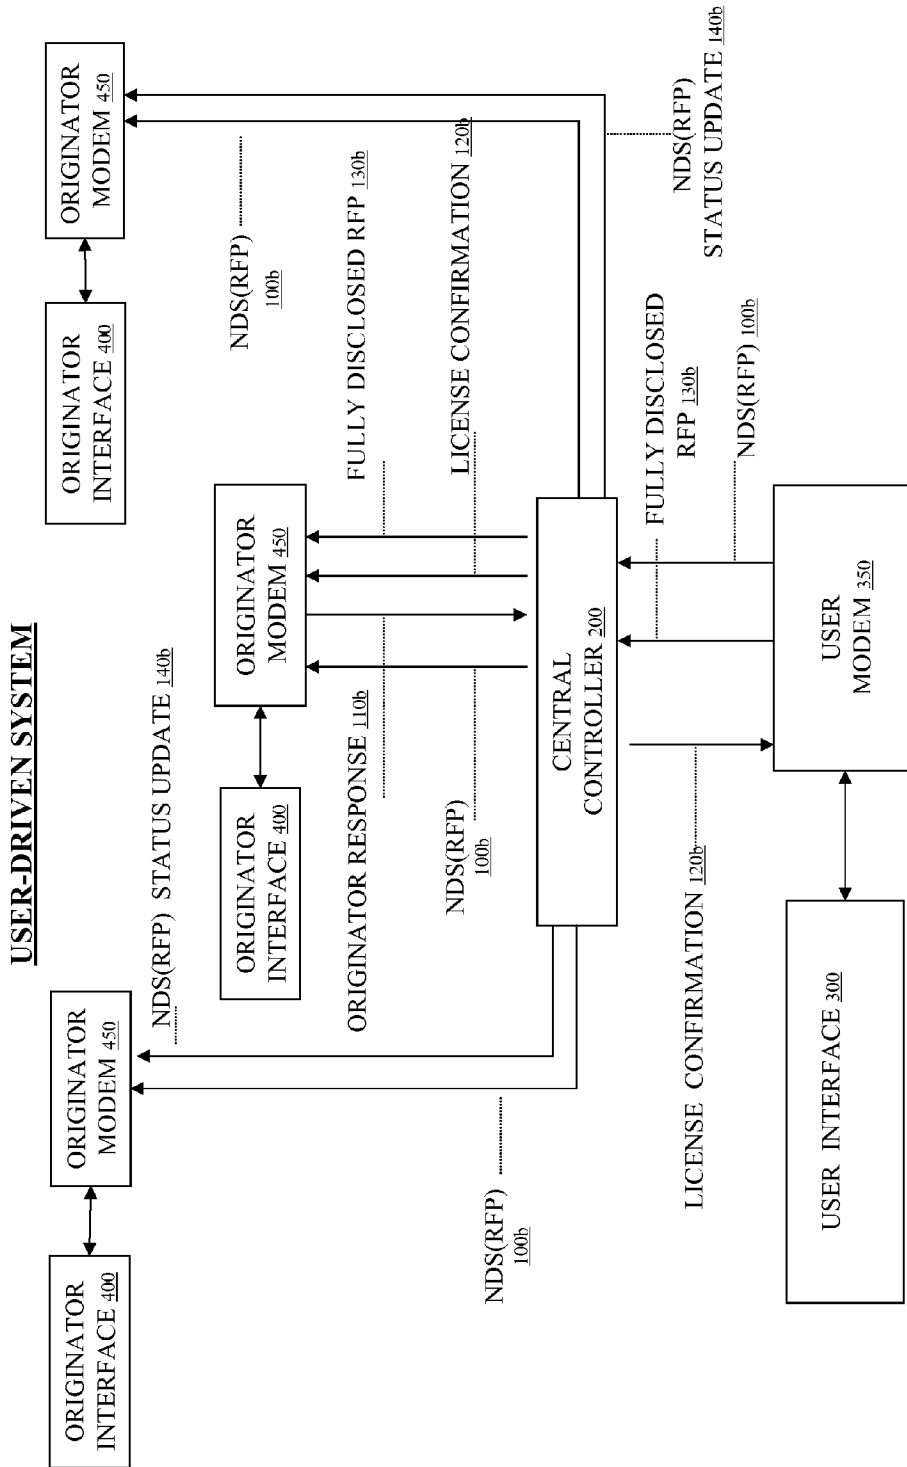 USER-DRIVEN SYSTEM
ORIGINATOR
INTERFACE 400
ORIGINATOR
MODEM 450
NDS(RFP) STATUS UPDATE 140b
NDS(RFP)
100b
ORIGINATOR
INTERFACE 400
ORIGINATOR
MODEM 450
ORIGINATOR RESPONSE 110b
NDS(RFP)
100b
FULLY DISCLOSED RFP 130b
LICENSE CONFIRMATION 120b
ORIGINATOR
INTERFACE 400
ORIGINATOR
MODEM 450
NDS(RFP)
100b
NDS(RFP)
STATUS UPDATE 140b
CENTRAL
CONTROLLER 200
LICENSE CONFIRMATION 120b
FULLY DISCLOSED
RFP 130b
NDS(RFP) 100b
USER INTERFACE 300
USER
MODEM 350